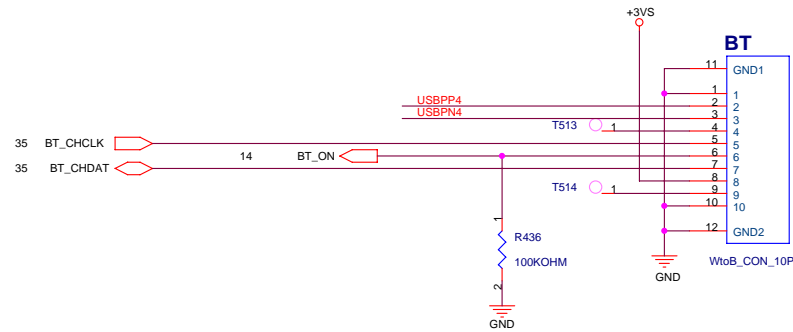 +3VS
BT
11 GND1
1 1
USBPP4 2 2
USBPN4 3 3
T513 1 4 4
35 BT_CHCLK 5 5
14 BT_ON 6 6
35 BT_CHDAT 7 7
8 8
T514 1 9 9
10 10
12 GND2
1
R436
100KOHM
2
GND
GND
WtoB_CON_10P